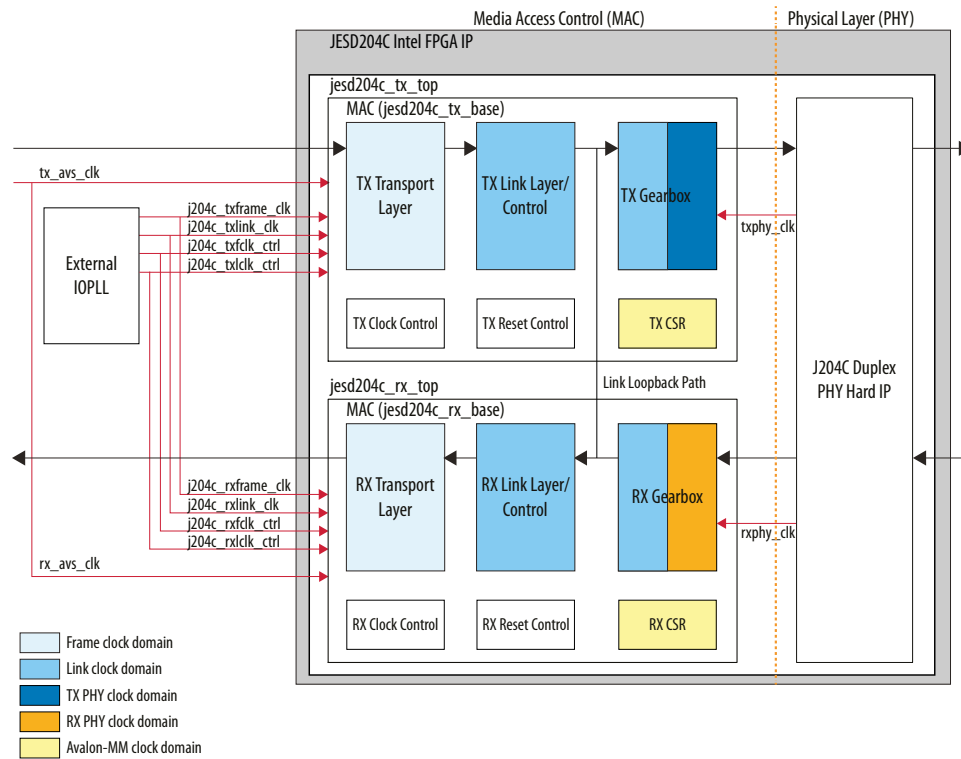 Media Access Control (MAC)
Physical Layer (PHY)
JESD204C Intel FPGA IP
jesd204c_tx_top
MAC (jesd204c_tx_base)
tx_avs_clk
j204c_txframe_clk
j204c_txlink_clk
j204c_txfclk_ctrl
j204c_txlclk_ctrl
External
IOPLL
TX Transport
Layer
TX Link Layer/
Control
TX Gearbox
txphy_clk
TX Clock Control
TX Reset Control
TX CSR
J204C Duplex
PHY Hard IP
Link Loopback Path
jesd204c_rx_top
MAC (jesd204c_rx_base)
j204c_rxframe_clk
j204c_rxlink_clk
j204c_rxfclk_ctrl
j204c_rxlclk_ctrl
rx_avs_clk
RX Transport
Layer
RX Link Layer/
Control
RX Gearbox
rxphy_clk
RX Clock Control
RX Reset Control
RX CSR
Frame clock domain
Link clock domain
TX PHY clock domain
RX PHY clock domain
Avalon-MM clock domain